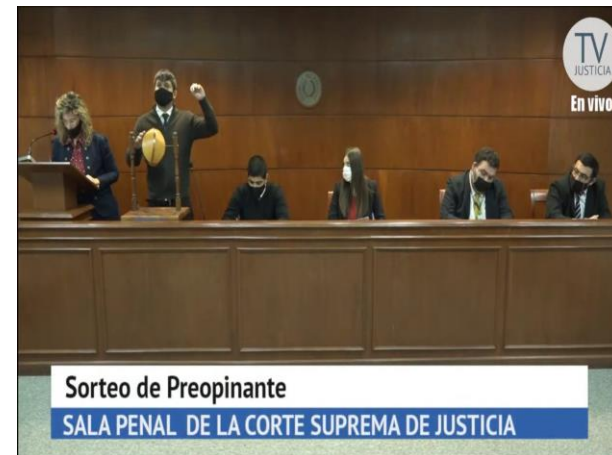 TV
JUSTICIA
En vivo
Sorteo de Preopinante
SALA PENAL DE LA CORTE SUPREMA DE JUSTICIA